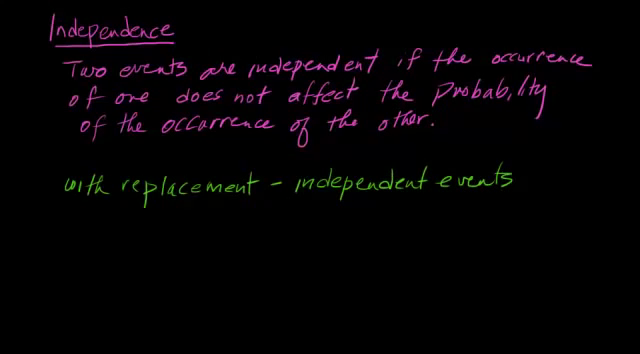 Independence
Two events are independent if the occurrence
of one does not affect the probability
of the occurrence of the other.
with replacement - independent events